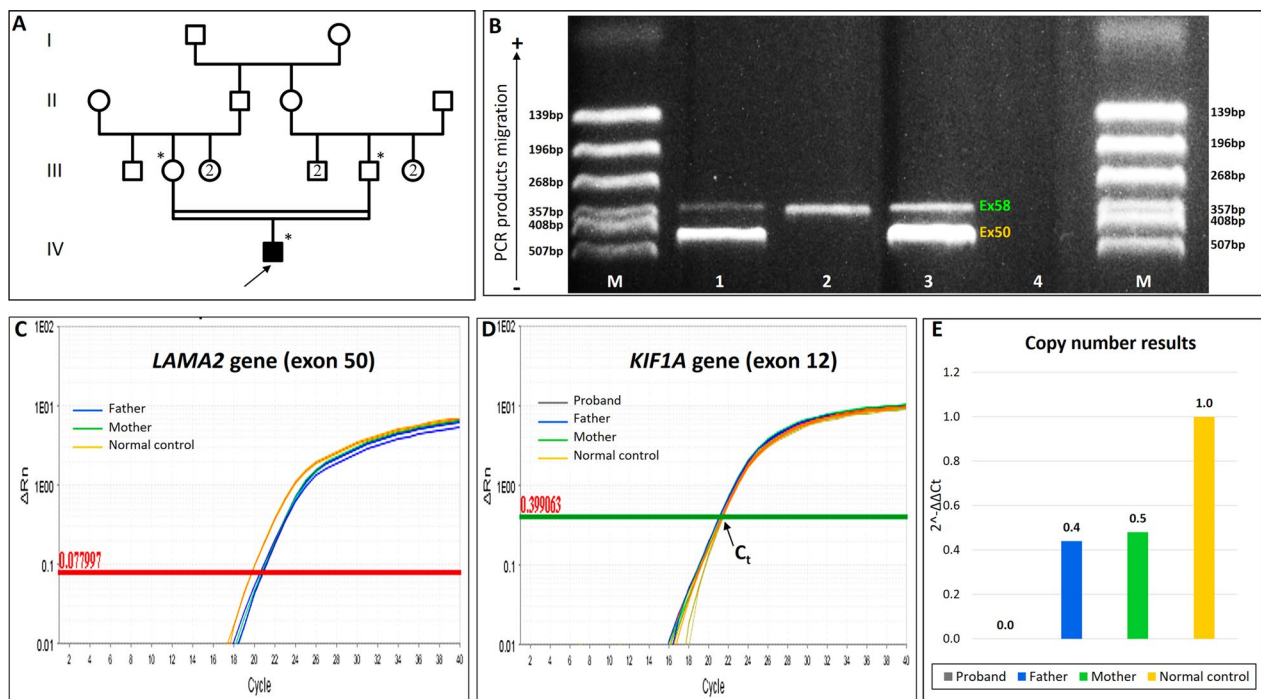 A
I
II
III
IV
*
*
2
2
2
*
B
+
PCR products migration
-
139bp
196bp
268bp
357bp
408bp
507bp
Ex58
Ex50
139bp
196bp
268bp
357bp
408bp
507bp
M
1
2
3
4
M
C
LAMA2 gene (exon 50)
1E02
1E01
1E00
0.1
0.01
ΔRn
Father
Mother
Normal control
0.077997
2 4 6 8 10 12 14 16 18 20 22 24 26 28 30 32 34 36 38 40
Cycle
D
KIF1A gene (exon 12)
1E02
1E01
1E00
0.1
0.01
ΔRn
Proband
Father
Mother
Normal control
0.399063
Ct
2 4 6 8 10 12 14 16 18 20 22 24 26 28 30 32 34 36 38 40
Cycle
E
Copy number results
2^-ΔΔCt
1.2
1.0
0.8
0.6
0.4
0.2
0.0
0.0
0.4
0.5
1.0
Proband Father Mother Normal control